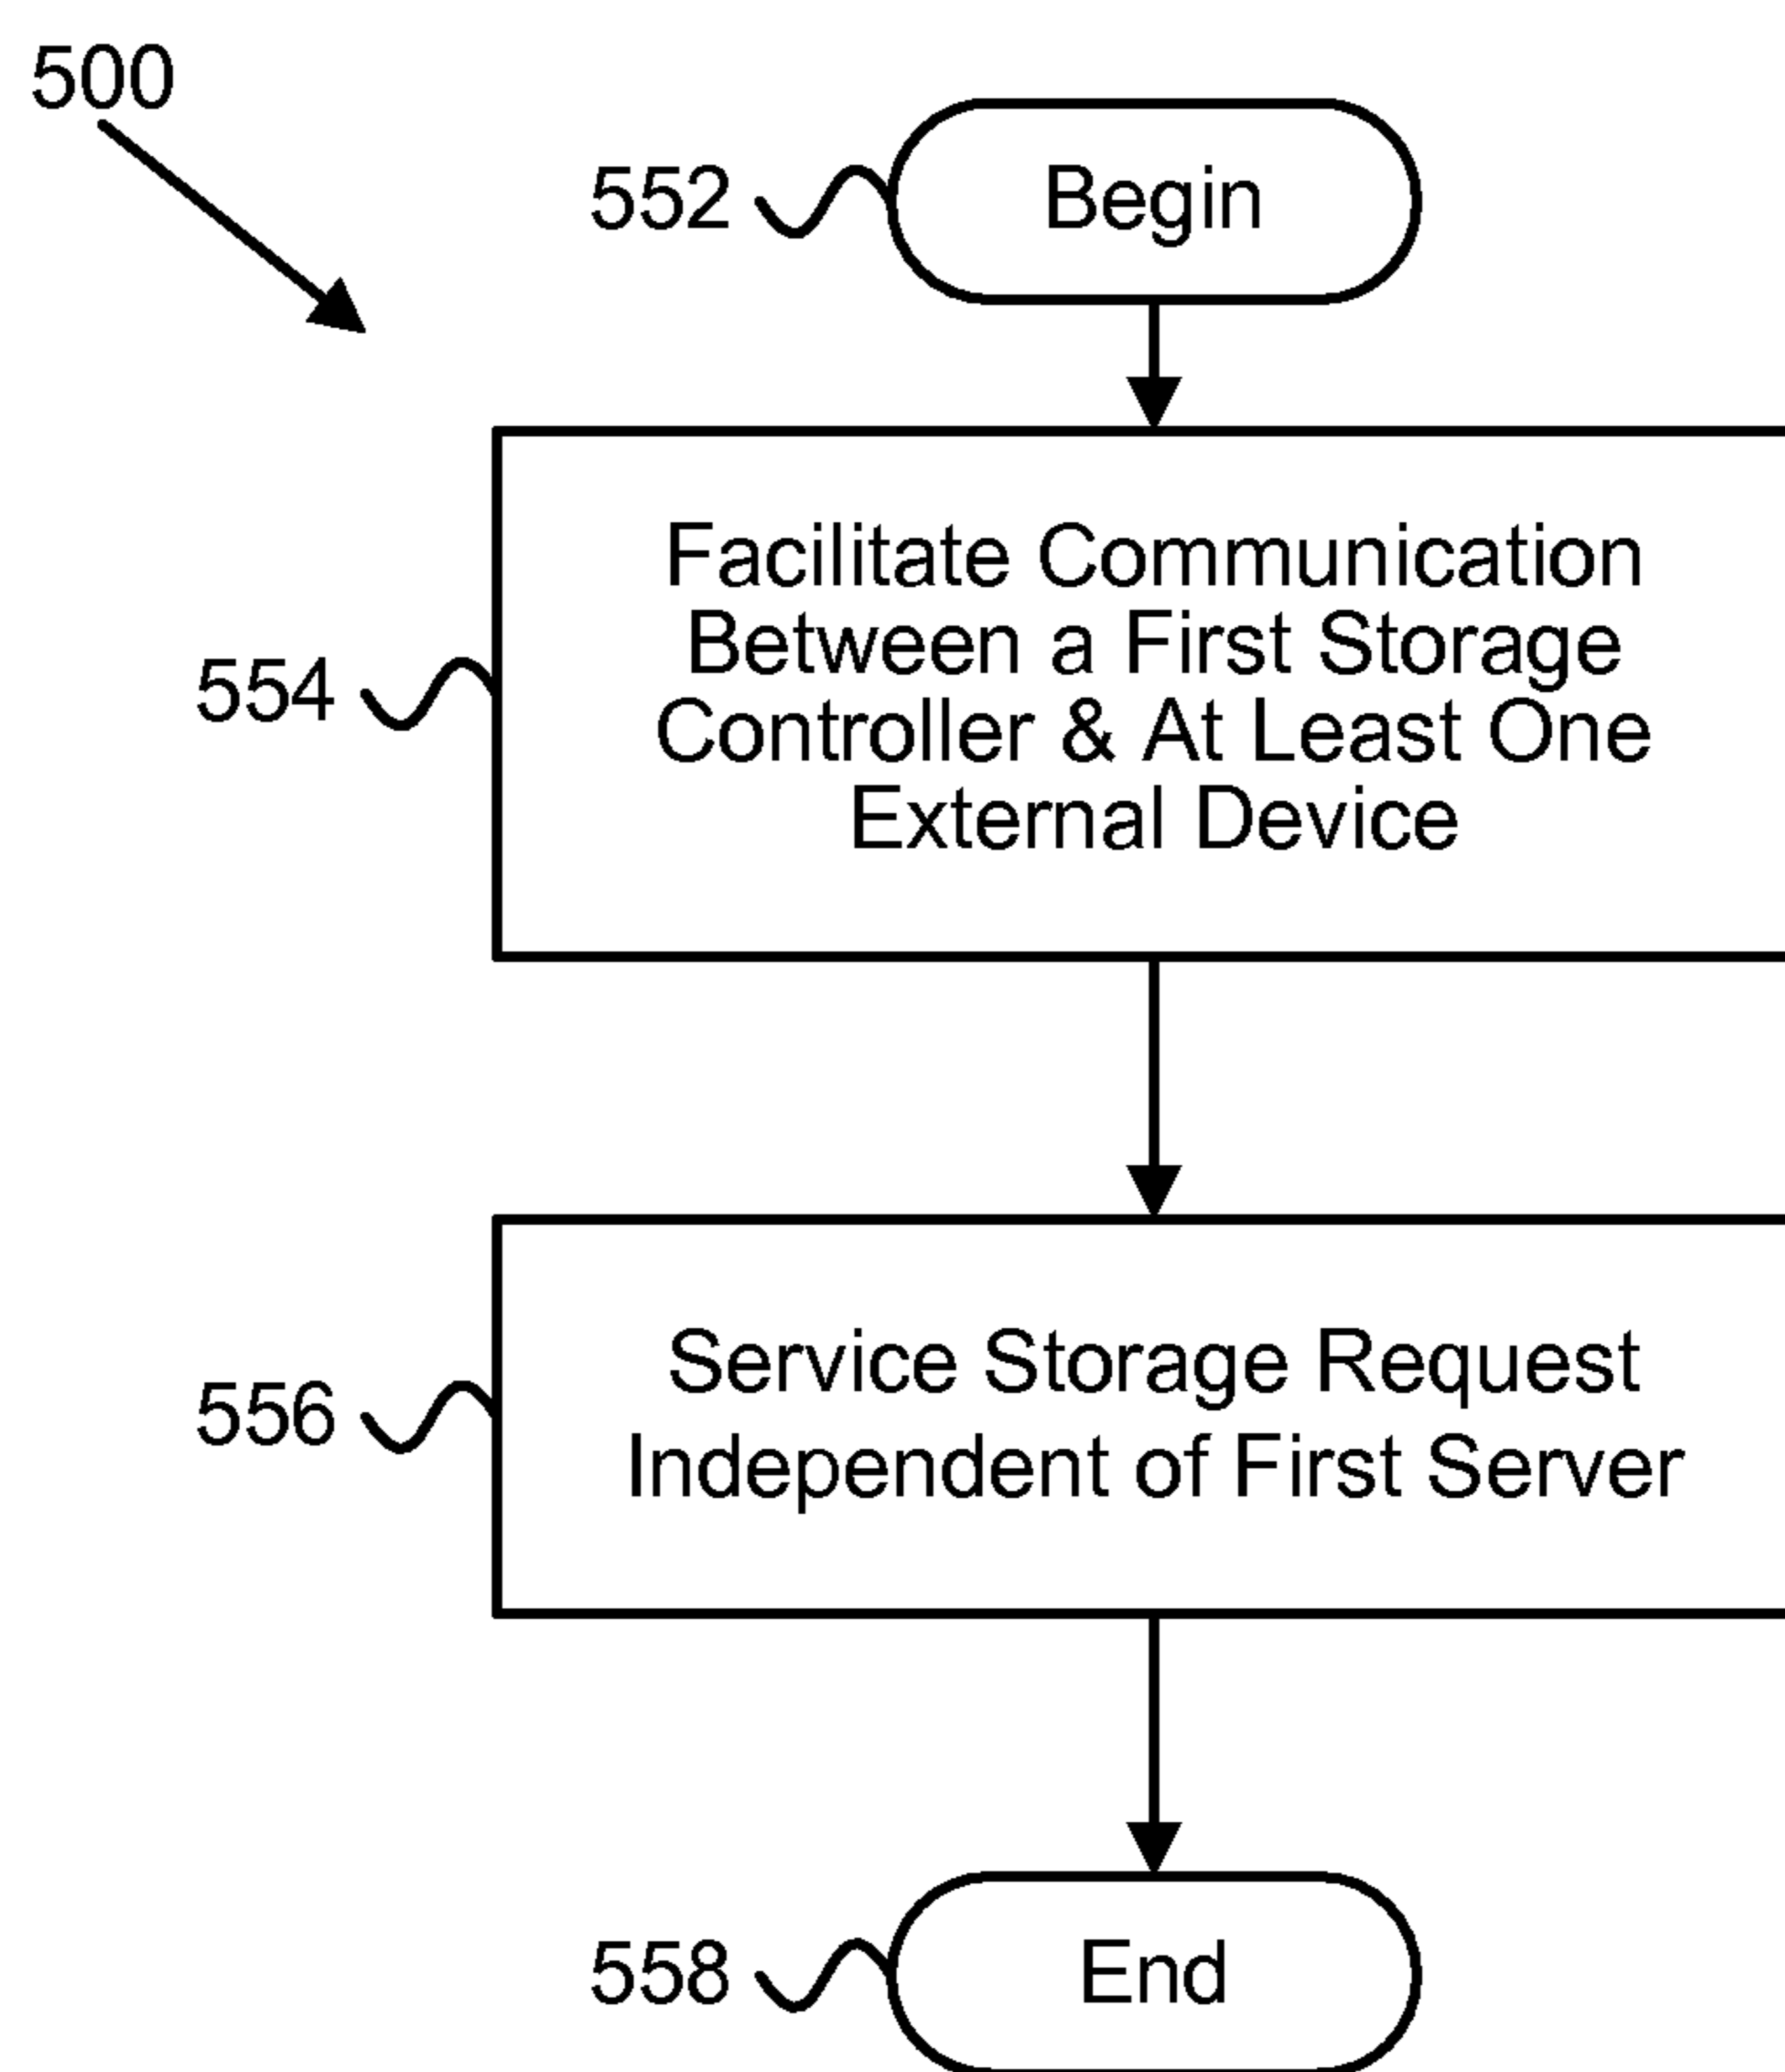 500
552
Begin
554
Facilitate Communication
Between a First Storage
Controller & At Least One
External Device
556
Service Storage Request
Independent of First Server
558
End